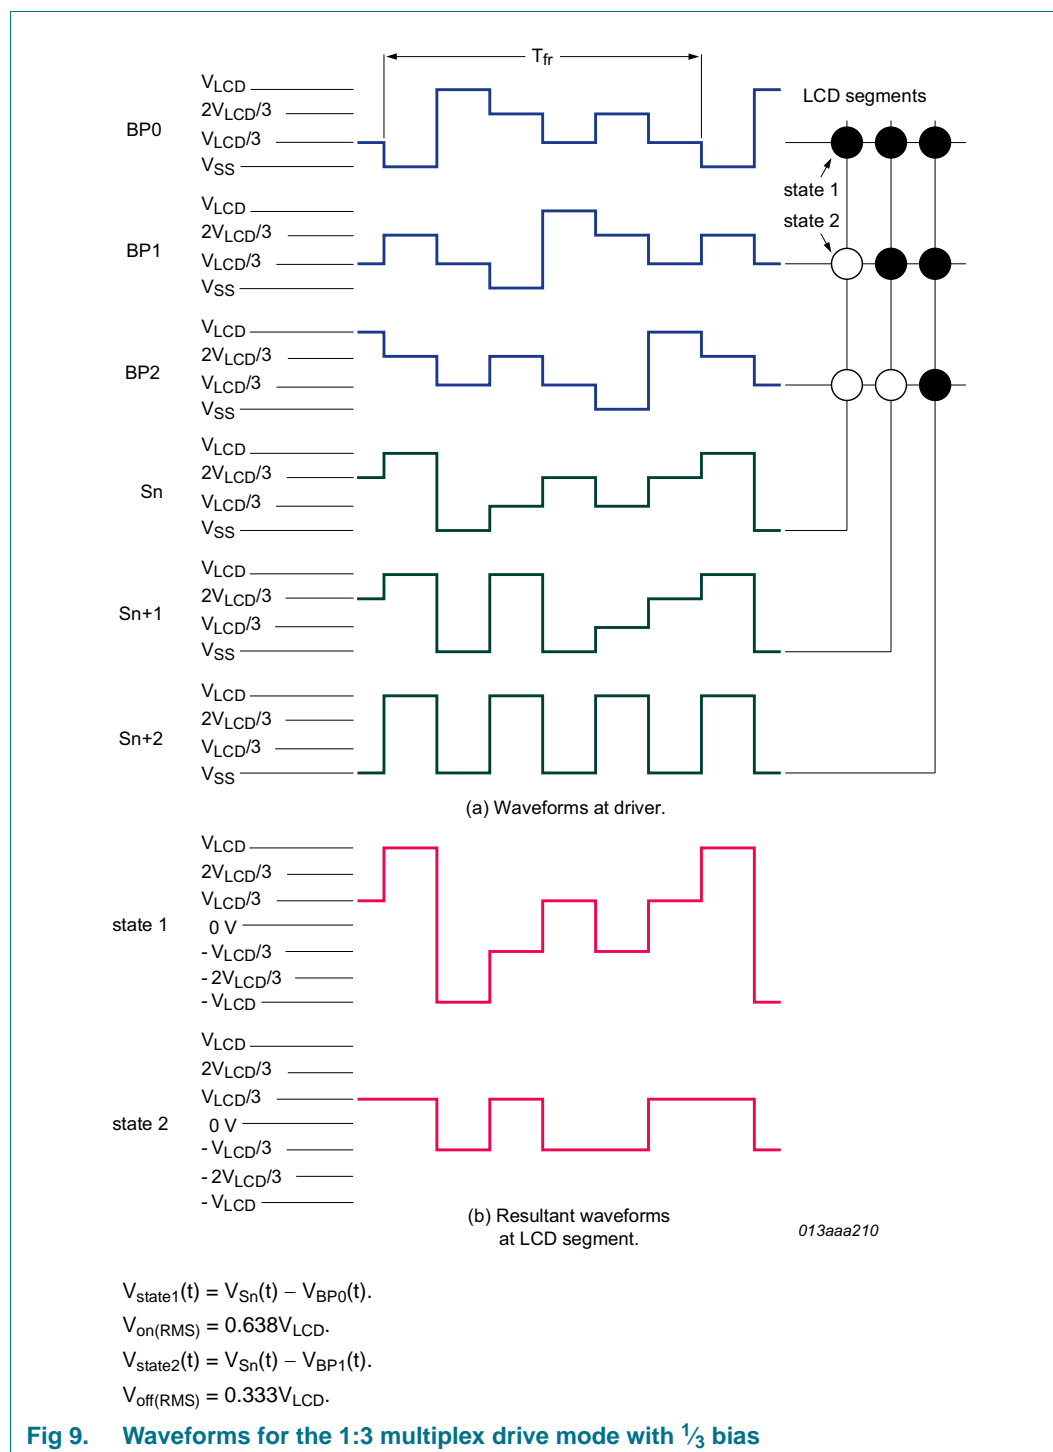 Tfr
VLCD
2VLCD/3
VLCD/3
VSS
BP0
LCD segments
state 1
state 2
VLCD
2VLCD/3
VLCD/3
VSS
BP1
VLCD
2VLCD/3
VLCD/3
VSS
BP2
VLCD
2VLCD/3
VLCD/3
VSS
Sn
VLCD
2VLCD/3
VLCD/3
VSS
Sn+1
VLCD
2VLCD/3
VLCD/3
VSS
Sn+2
(a) Waveforms at driver.
VLCD
2VLCD/3
VLCD/3
0 V
- VLCD/3
- 2VLCD/3
- VLCD
state 1
VLCD
2VLCD/3
VLCD/3
0 V
- VLCD/3
- 2VLCD/3
- VLCD
state 2
(b) Resultant waveforms
at LCD segment.
013aaa210
Vstate1(t) = VSn(t) − VBP0(t).
Von(RMS) = 0.638VLCD.
Vstate2(t) = VSn(t) − VBP1(t).
Voff(RMS) = 0.333VLCD.
Fig 9. Waveforms for the 1:3 multiplex drive mode with 1⁄3 bias